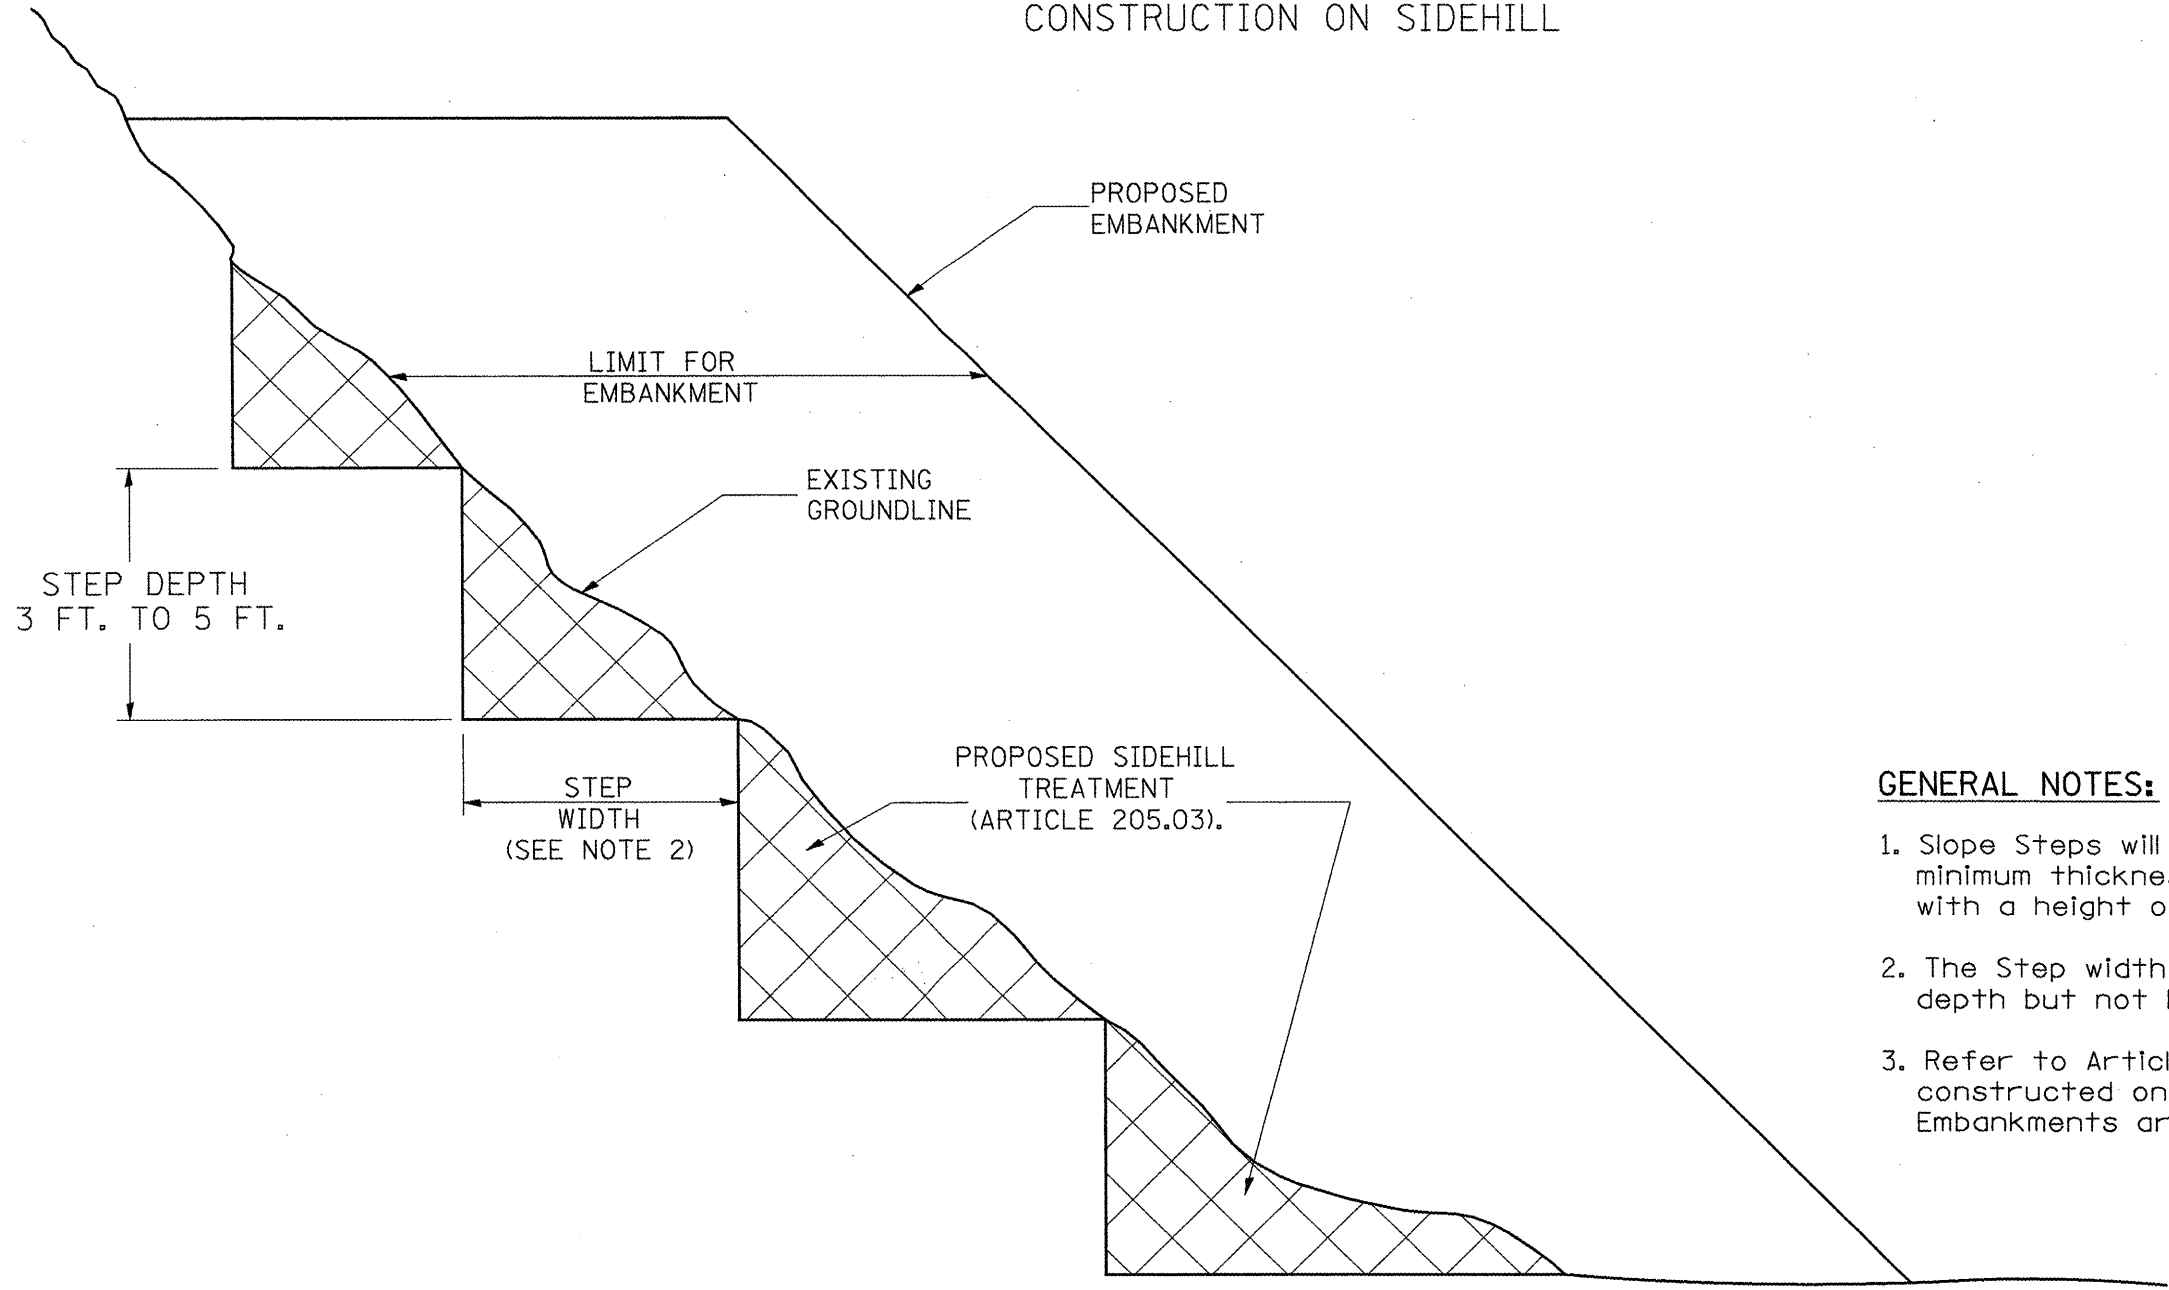 CONSTRUCTION ON SIDEHILL
PROPOSED
EMBANKMENT
LIMIT FOR
EMBANKMENT
EXISTING
GROUNDLINE
STEP DEPTH
3 FT. TO 5 FT.
STEP
WIDTH
(SEE NOTE 2)
PROPOSED SIDEHILL
TREATMENT
(ARTICLE 205.03).
GENERAL NOTES:
1. Slope Steps will
minimum
with a height
2. The Step width
depth but not
3. Refer to
constructed on
Embankments